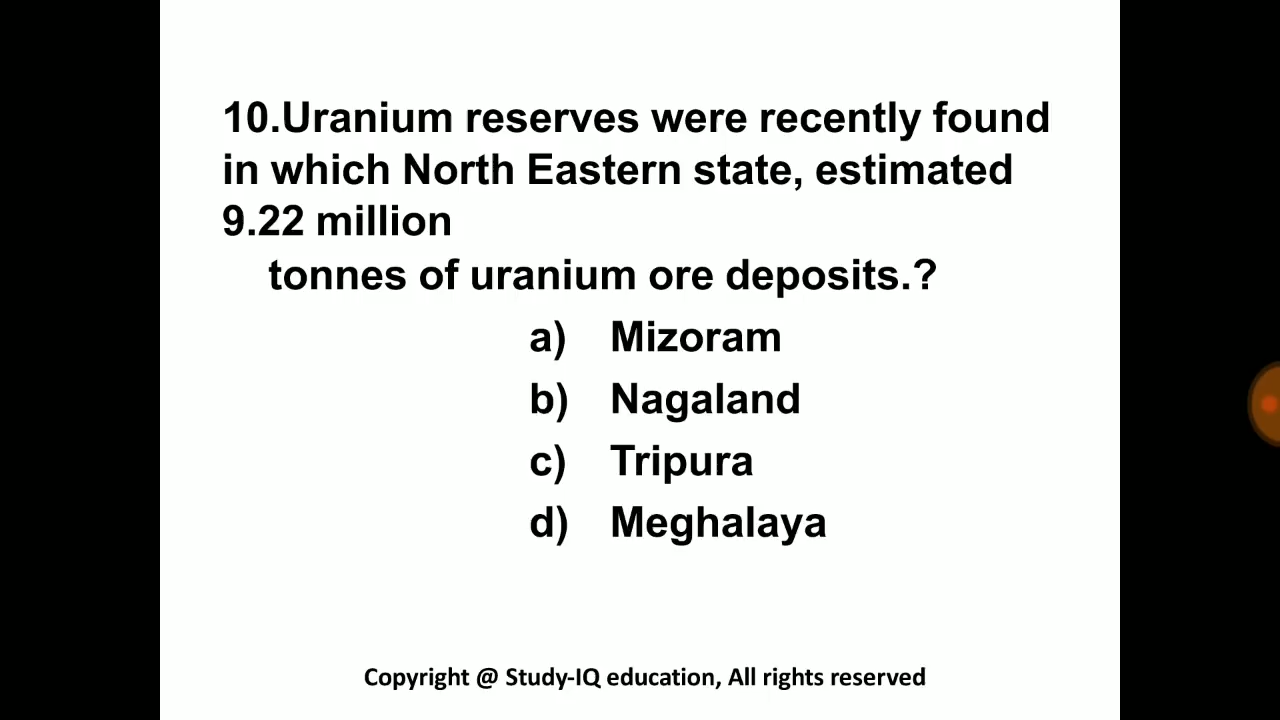 10.Uranium reserves were recently found
in which North Eastern state, estimated
9.22 million
tonnes of uranium ore deposits.?
a) Mizoram
b) Nagaland
c) Tripura
d) Meghalaya
Copyright @ Study-IQ education, All rights reserved